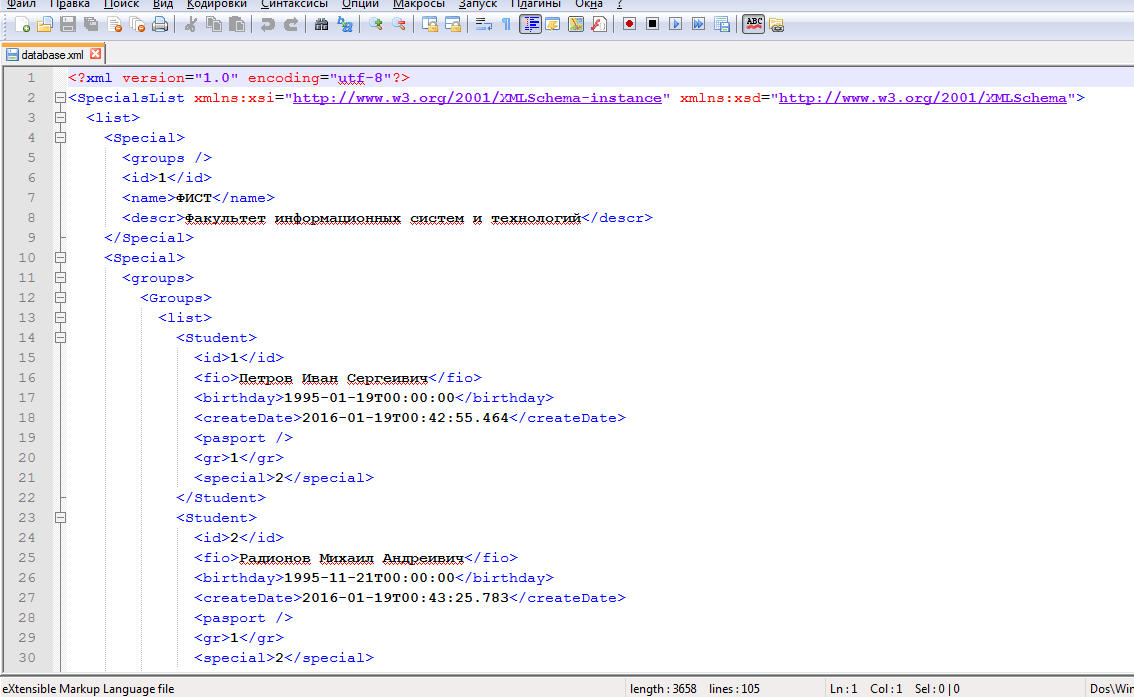 Файл Правка Поиск Вид Кодировки Синтаксисы Опции Макросы Запуск Плагины Окна ?
ABC
database.xml
1 <?xml version="1.0" encoding="utf-8"?>
2 <SpecialsList xmlns:xsi="http://www.w3.org/2001/XMLSchema-instance" xmlns:xsd="http://www.w3.org/2001/XMLSchema">
3 <list>
4 <Special>
5 <groups />
6 <id>1</id>
7 <name>ФИСТ</name>
8 <descr>Факультет информационных систем и технологий</descr>
9 </Special>
10 <Special>
11 <groups>
12 <Groups>
13 <list>
14 <Student>
15 <id>1</id>
16 <fio>Петров Иван Сергеивич</fio>
17 <birthday>1995-01-19T00:00:00</birthday>
18 <createDate>2016-01-19T00:42:55.464</createDate>
19 <pasport />
20 <gr>1</gr>
21 <special>2</special>
22 </Student>
23 <Student>
24 <id>2</id>
25 <fio>Радионов Михаил Андреивич</fio>
26 <birthday>1995-11-21T00:00:00</birthday>
27 <createDate>2016-01-19T00:43:25.783</createDate>
28 <pasport />
29 <gr>1</gr>
30 <special>2</special>
eXtensible Markup Language file length : 3658 lines : 105 Ln : 1 Col : 1 Sel : 0 | 0 Dos\Win